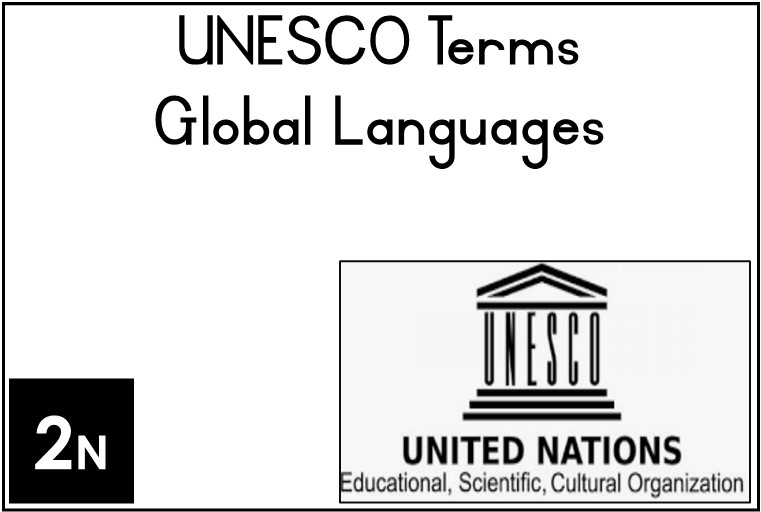 UNESCO Terms
Global Languages
UNESCO
UNITED NATIONS
Educational, Scientific, Cultural Organization
2N